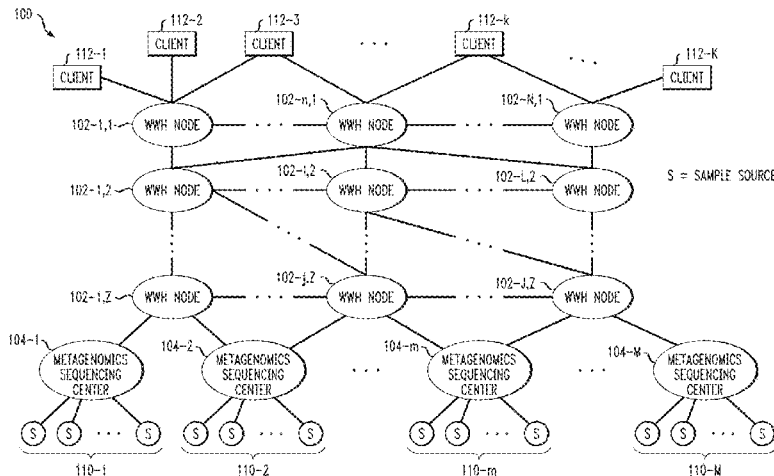 100
112-1
112-2
112-3
112-k
112-K
CLIENT
CLIENT
CLIENT
. . .
CLIENT
. . .
CLIENT
102-1,1
WWH NODE
102-n,1
WWH NODE
102-N,1
WWH NODE
102-1,2
WWH NODE
102-i,2
WWH NODE
102-L,2
WWH NODE
S = SAMPLE SOURCE
102-1,Z
WWH NODE
102-j,Z
WWH NODE
102-J,Z
WWH NODE
104-1
METAGENOMICS
SEQUENCING
CENTER
104-2
METAGENOMICS
SEQUENCING
CENTER
. . .
104-m
METAGENOMICS
SEQUENCING
CENTER
. . .
104-M
METAGENOMICS
SEQUENCING
CENTER
S S . . . S
S S . . . S
S S . . . S
S S . . . S
110-1
110-2
110-m
110-M